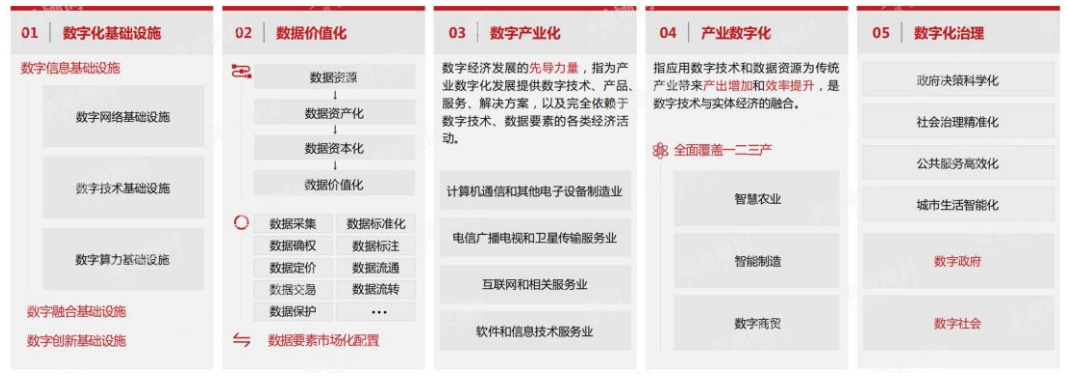 01 数字化基础设施
数字信息基础设施
数字网络基础设施
数字技术基础设施
数字算力基础设施
数字融合基础设施
数字创新基础设施
02 数据价值化
数据资源
↓
数据资产化
↓
数据资本化
↓
数据价值化
数据采集 数据标准化
数据确权 数据标注
数据定价 数据流通
数据交易 数据流转
数据保护 ···
数据要素市场化配置
03 数字产业化
数字经济发展的先导力量，指为产
业数字化发展提供数字技术、产品、
服务、解决方案，以及完全依赖于
数字技术、数据要素的各类经济活
动。
计算机通信和其他电子设备制造业
电信广播电视和卫星传输服务业
互联网和相关服务业
软件和信息技术服务业
04 产业数字化
指应用数字技术和数据资源为传统
产业带来产出增加和效率提升，是
数字技术与实体经济的融合。
全面覆盖一二三产
智慧农业
智能制造
数字商贸
05 数字化治理
政府决策科学化
社会治理精准化
公共服务高效化
城市生活智能化
数字政府
数字社会